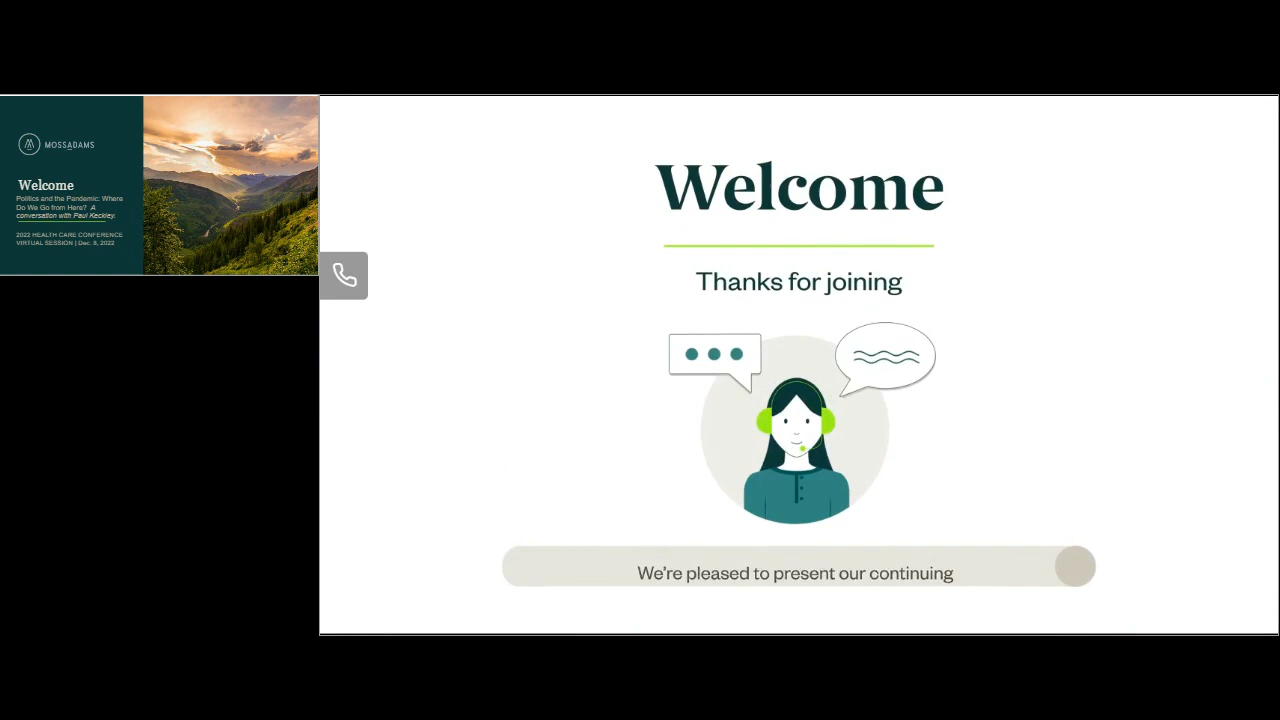 MOSSADAMS
Welcome
Politics and the Pandemic: Where
Do We Go from Here? A
conversation with Paul Keckley.
2022 HEALTH CARE CONFERENCE
VIRTUAL SESSION | Dec. 8, 2022
Welcome
Thanks for joining
We're pleased to present our continuing